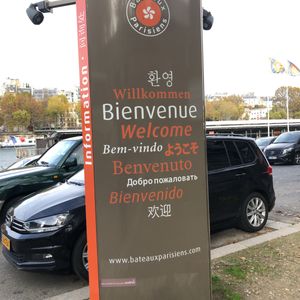 Bateaux
Parisiens
Information
환영
Willkommen
Bienvenue
Welcome
Bem-vindo ようこそ
Benvenuto
Добро пожаловать
Bienvenido
欢迎
www.bateauxparisiens.com